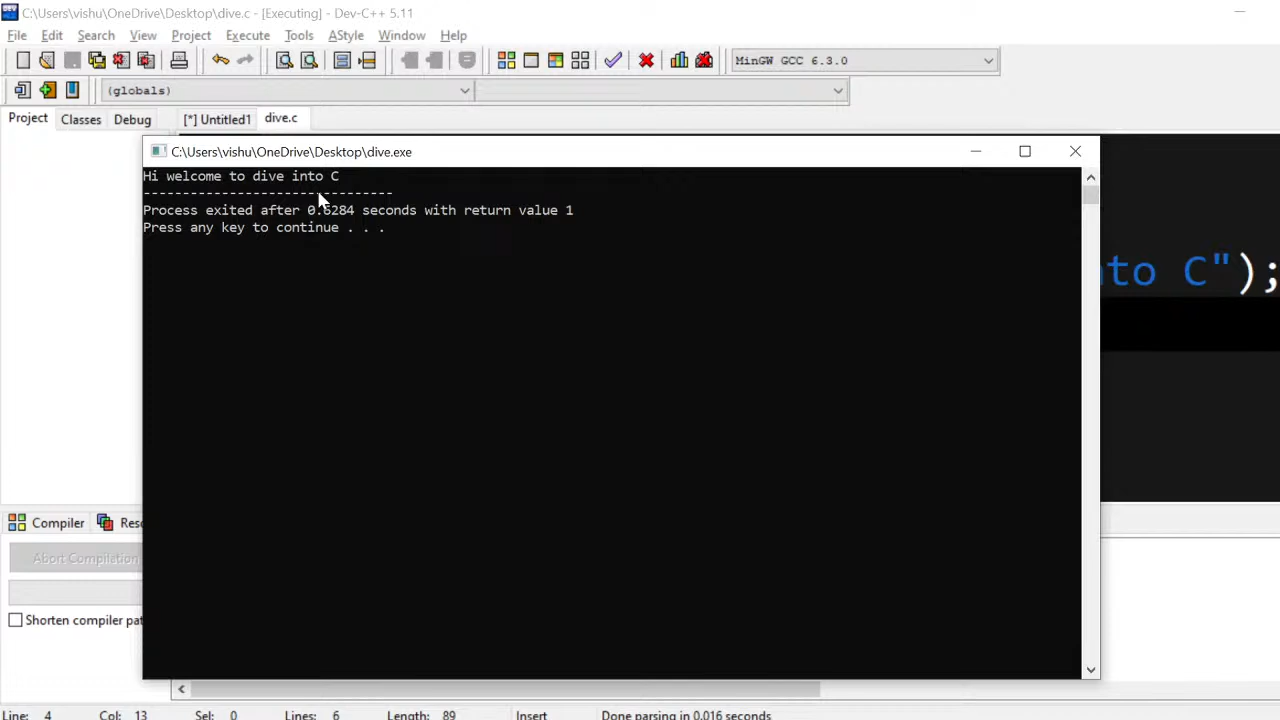 C:\Users\vishu\OneDrive\Desktop\dive.c - [Executing] - Dev-C++ 5.11
File Edit Search View Project Execute Tools AStyle Window Help
MinGW GCC 6.3.0
(globals)
Project Classes Debug [*] Untitled1 dive.c
C:\Users\vishu\OneDrive\Desktop\dive.exe
Hi welcome to dive into C
--------------------------------
Process exited after 0.6284 seconds with return value 1
Press any key to continue . . .
to C");
Compiler
Abort Compilation
Shorten compiler
Line: 4 Col: 13 Sel: 0 Lines: 6 Length: 89 Insert Done parsing in 0.016 seconds